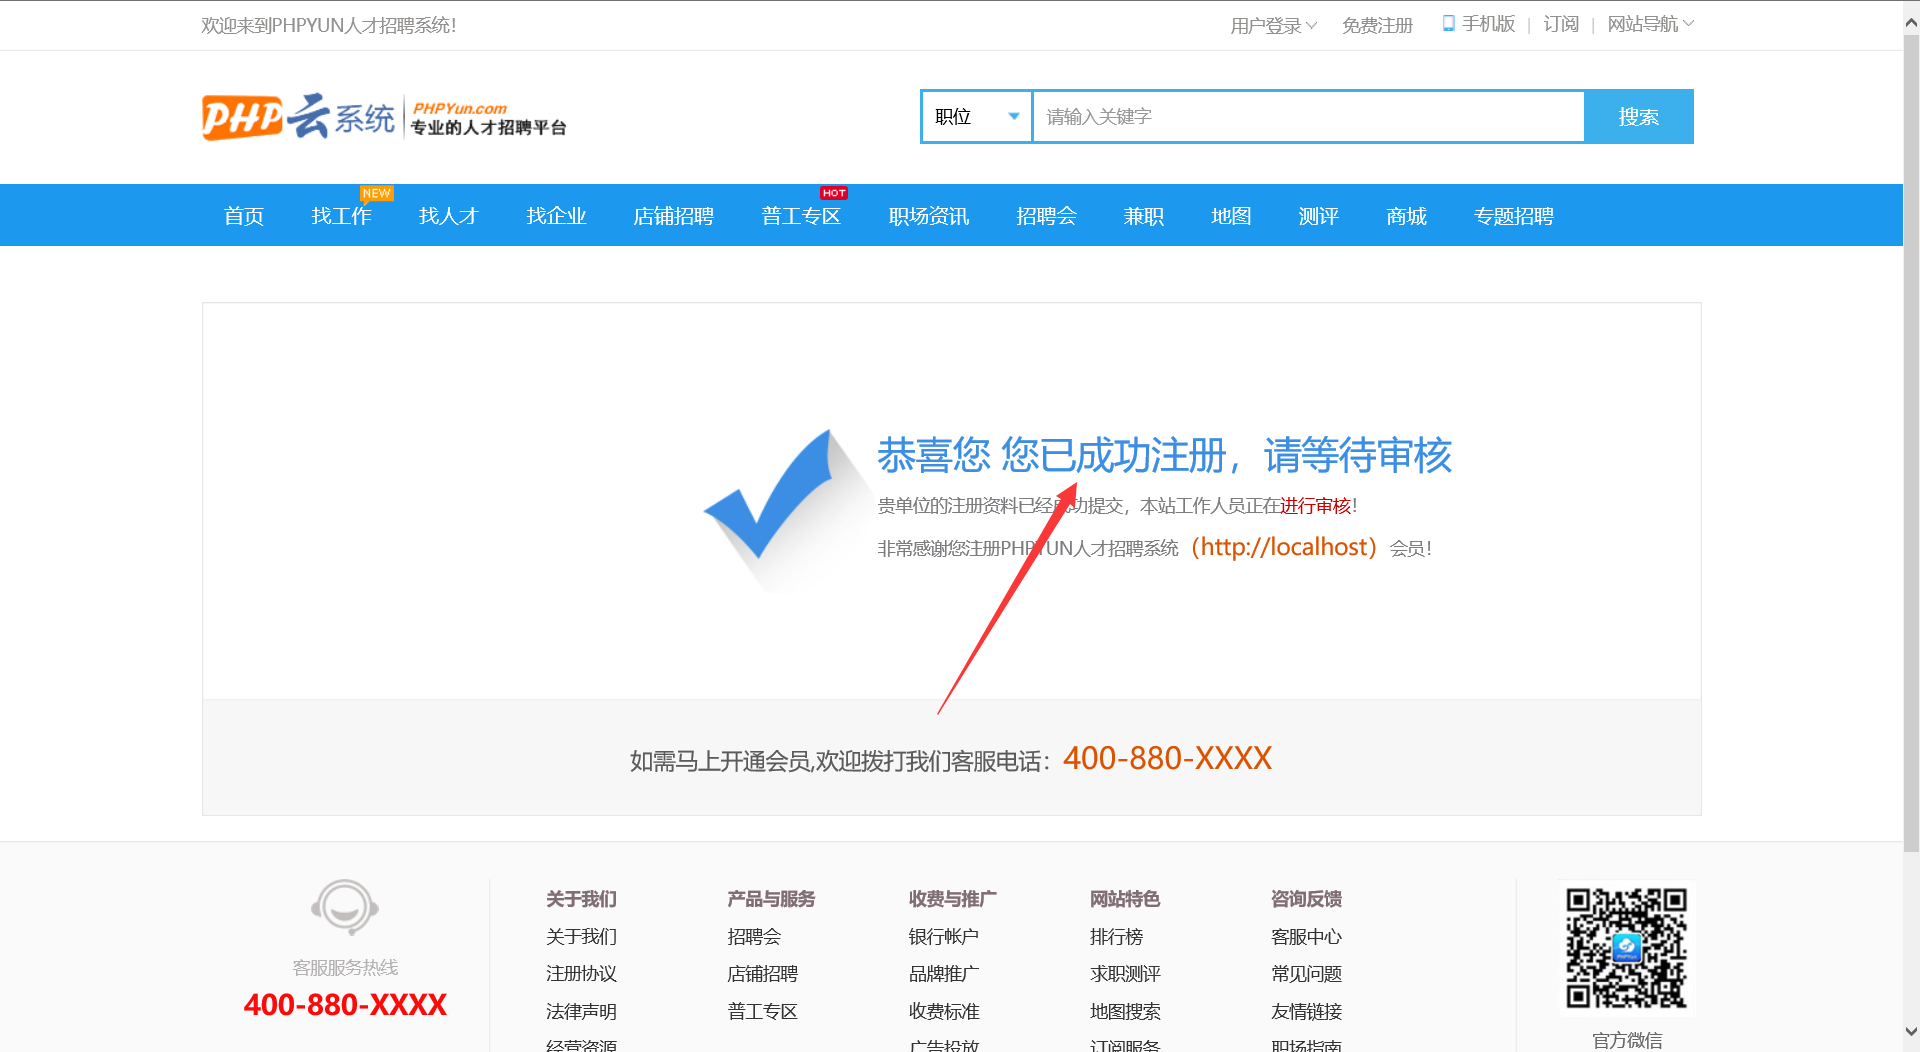 欢迎来到PHPYUN人才招聘系统!
用户登录 免费注册 手机版 | 订阅 | 网站导航
PHP云系统 PHPYun.com
专业的人才招聘平台
职位 请输入关键字 搜索
NEW HOT
首页 找工作 找人才 找企业 店铺招聘 普工专区 职场资讯 招聘会 兼职 地图 测评 商城 专题招聘
恭喜您 您已成功注册，请等待审核
贵单位的注册资料已经成功提交，本站工作人员正在进行审核!
非常感谢您注册PHPYUN人才招聘系统（http://localhost）会员!
如需马上开通会员,欢迎拨打我们客服电话：400-880-XXXX
客服服务热线
400-880-XXXX
关于我们 产品与服务 收费与推广 网站特色 咨询反馈
关于我们 招聘会 银行帐户 排行榜 客服中心
注册协议 店铺招聘 品牌推广 求职测评 常见问题
法律声明 普工专区 收费标准 地图搜索 友情链接
经营资源 广告投放 订阅服务 职场指南
PHPYun
官方微信